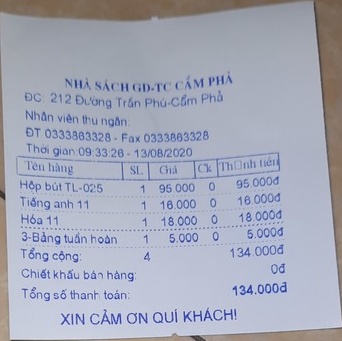 NHÀ SÁCH GD-TC CẨM PHẢ
ĐC: 212 Đường Trần Phú-Cẩm Phả
Nhân viên thu ngân:
ĐT 0333863328 - Fax 0333863328
Thời gian:09:33:26 - 13/08/2020
Tên hàng SL Giá Ck Th□nh tiền
Hộp bút TL-025 1 95.000 0 95.000đ
Tiếng anh 11 1 16.000 0 16.000đ
Hóa 11 1 18.000 0 18.000đ
3-Bảng tuần hoàn 1 5.000 0 5.000đ
Tổng cộng: 4 134.000đ
Chiết khấu bán hàng: 0đ
Tổng số thanh toán: 134.000đ
XIN CẢM ƠN QUÍ KHÁCH!